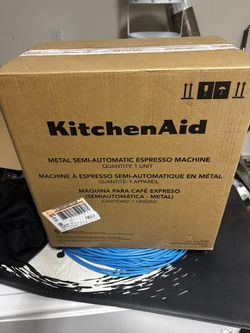 KitchenAid
METAL SEMI-AUTOMATIC ESPRESSO MACHINE
QUANTITY: 1 UNIT
MACHINE À ESPRESSO SEMI-AUTOMATIQUE EN MÉTAL
QUANTITÉ: 1 APPAREIL
MÁQUINA PARA CAFÉ EXPRESO
(SEMIAUTOMÁTICA - METAL)
CANTIDAD: 1 UNIDAD